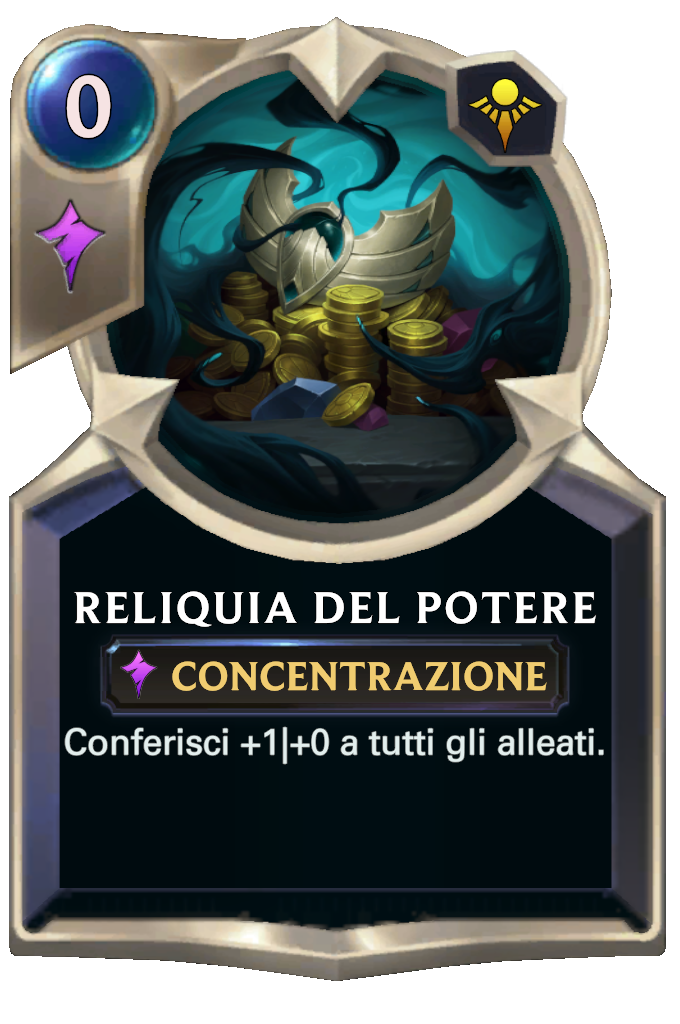 0
RELIQUIA DEL POTERE
CONCENTRAZIONE
Conferisci +1|+0 a tutti gli alleati.